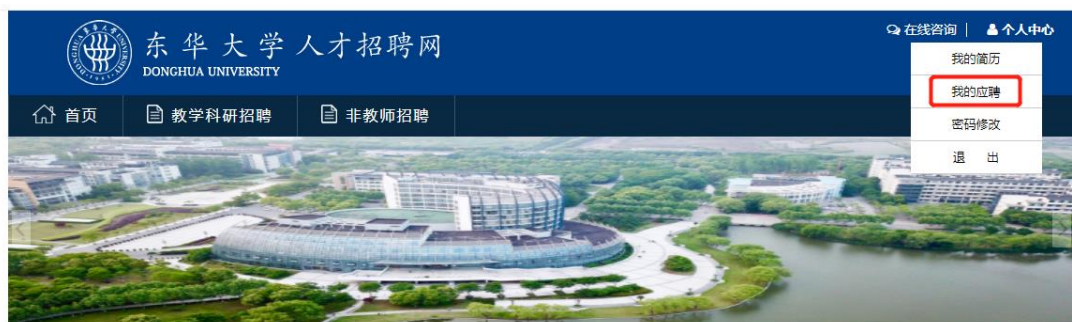 在线咨询 | 个人中心
东华大学人才招聘网
DONGHUA UNIVERSITY
我的简历
我的应聘
密码修改
退 出
首页
教学科研招聘
非教师招聘